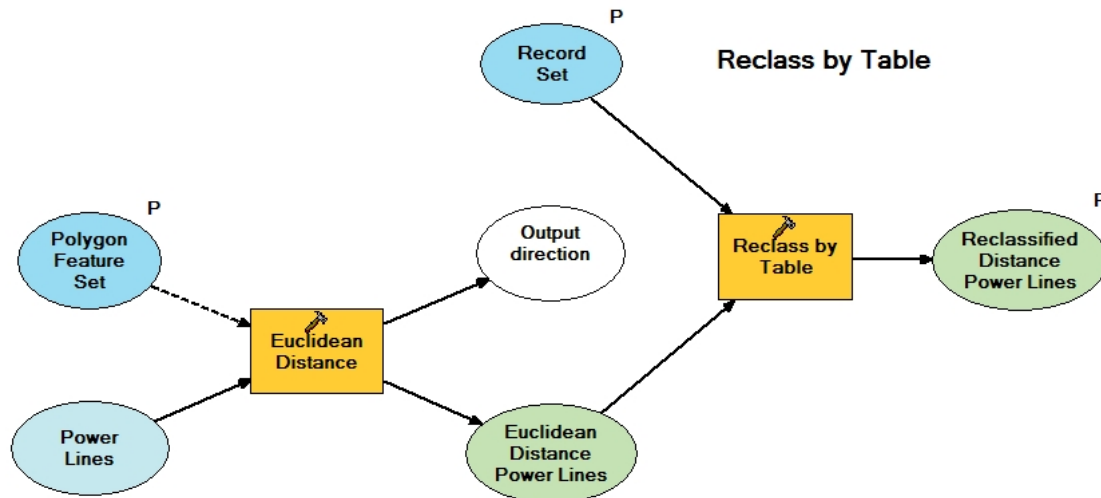 P
Record
Set
Reclass by Table
P
Polygon
Feature
Set
Output
direction
Reclass by
Table
P
Reclassified
Distance
Power Lines
Euclidean
Distance
Power
Lines
Euclidean
Distance
Power Lines